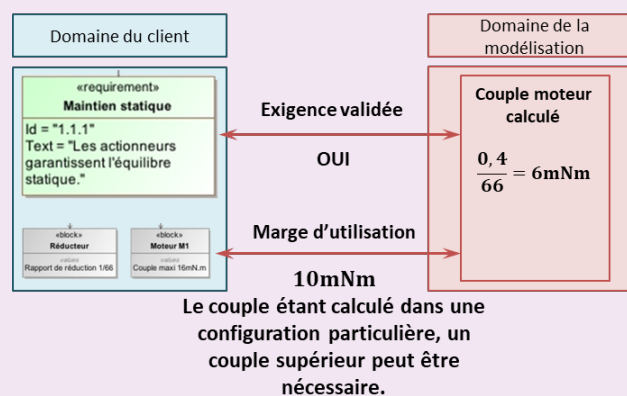 Domaine du client
Domaine de la
modélisation
«requirement»
Maintien statique
Id = "1.1.1"
Text = "Les actionneurs
garantissent l'équilibre
statique."
Exigence validée
OUI
Couple moteur
calculé
0, 4
66
= 6mNm
«block»
Réducteur
values
Rapport de réduction 1/66
«block»
Moteur M1
values
Couple maxi 16mN.m
Marge d’utilisation
10mNm
Le couple étant calculé dans une
configuration particulière, un
couple supérieur peut être
nécessaire.